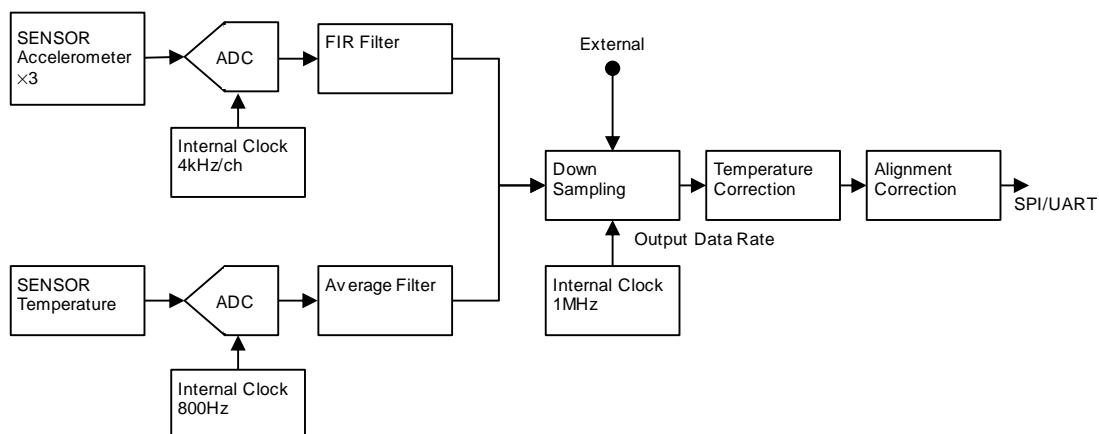 SENSOR
Accelerometer
×3
ADC
FIR Filter
External
Internal Clock
4kHz/ch
Down
Sampling
Temperature
Correction
Alignment
Correction
SPI/UART
Output Data Rate
SENSOR
Temperature
ADC
Average Filter
Internal Clock
1MHz
Internal Clock
800Hz